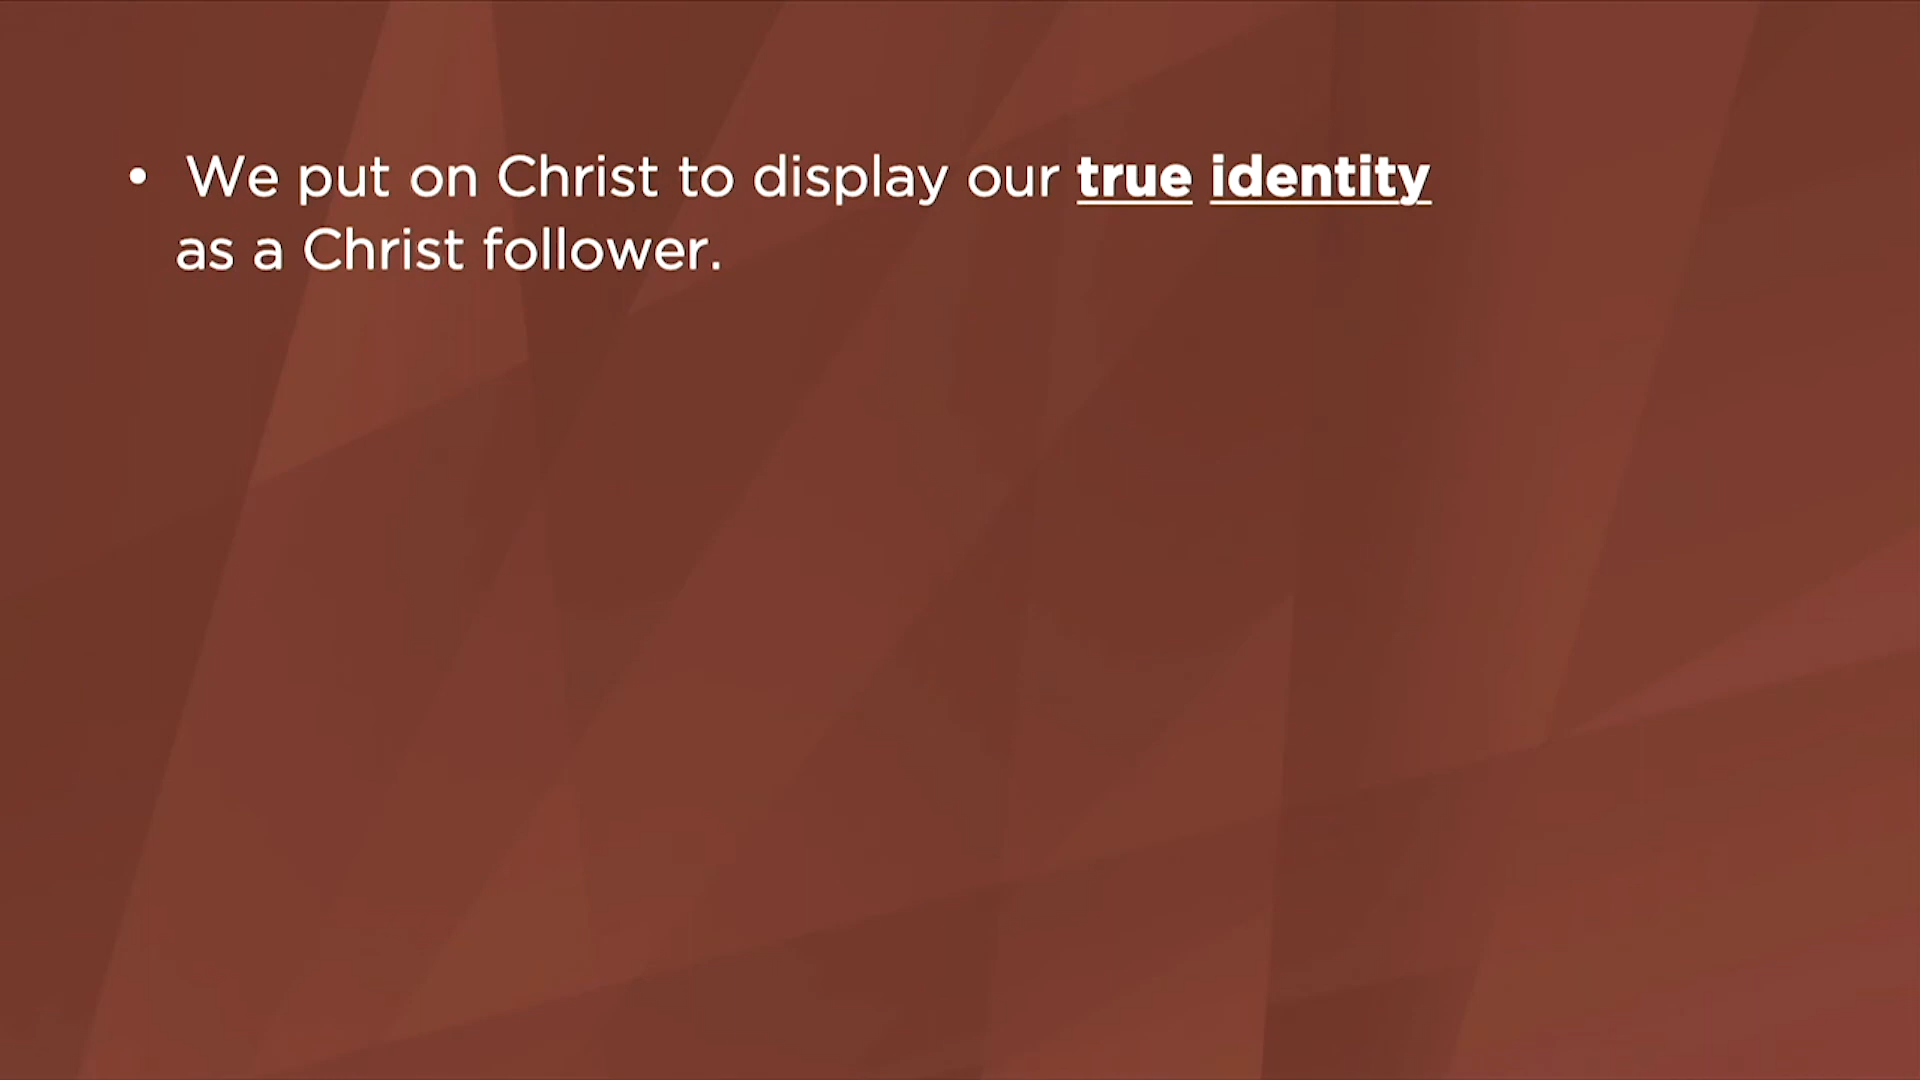 • We put on Christ to display our true identity
as a Christ follower.